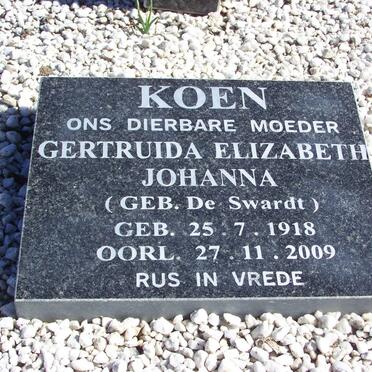 KOEN
ONS DIERBARE MOEDER
GERTRUIDA ELIZABETH
JOHANNA
( GEB. De Swardt )
GEB. 25 . 7 . 1918
OORL. 27 . 11 . 2009
RUS IN VREDE